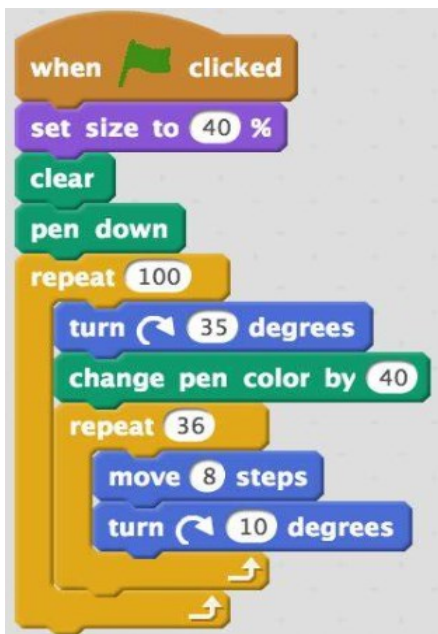 when clicked
set size to 40 %
clear
pen down
repeat 100
turn 35 degrees
change pen color by 40
repeat 36
move 8 steps
turn 10 degrees